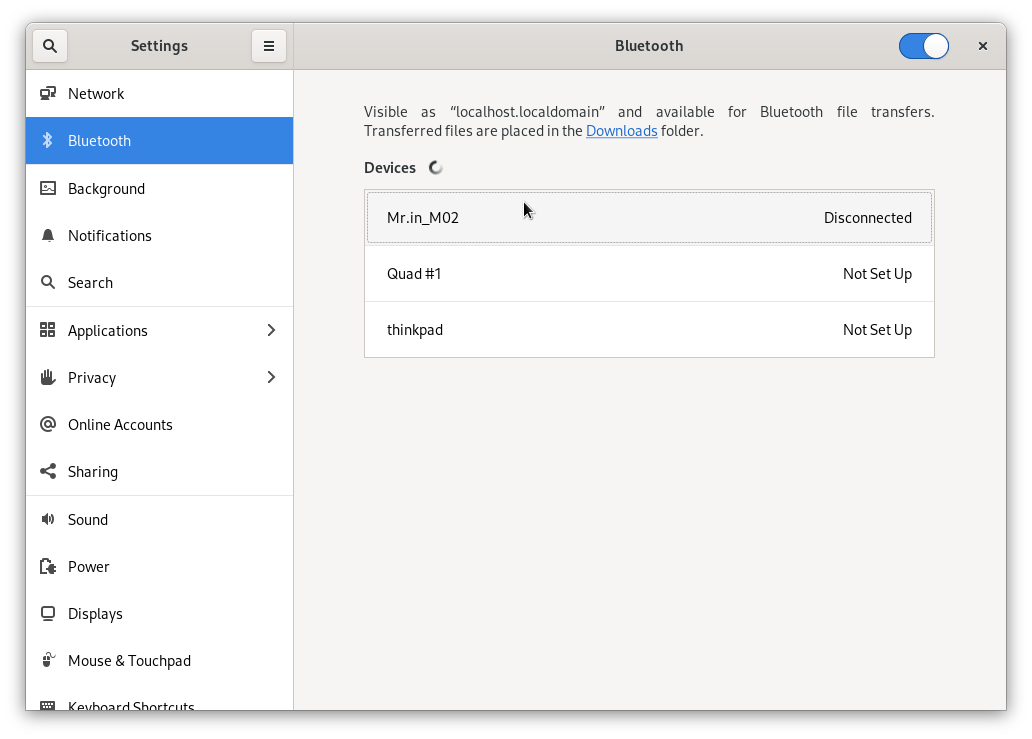 Settings
Bluetooth
Network
Bluetooth
Background
Notifications
Search
Applications
Privacy
Online Accounts
Sharing
Sound
Power
Displays
Mouse & Touchpad
Keyboard Shortcuts
Visible as “localhost.localdomain” and available for Bluetooth file transfers.
Transferred files are placed in the Downloads folder.
Devices
Mr.in_M02 Disconnected
Quad #1 Not Set Up
thinkpad Not Set Up